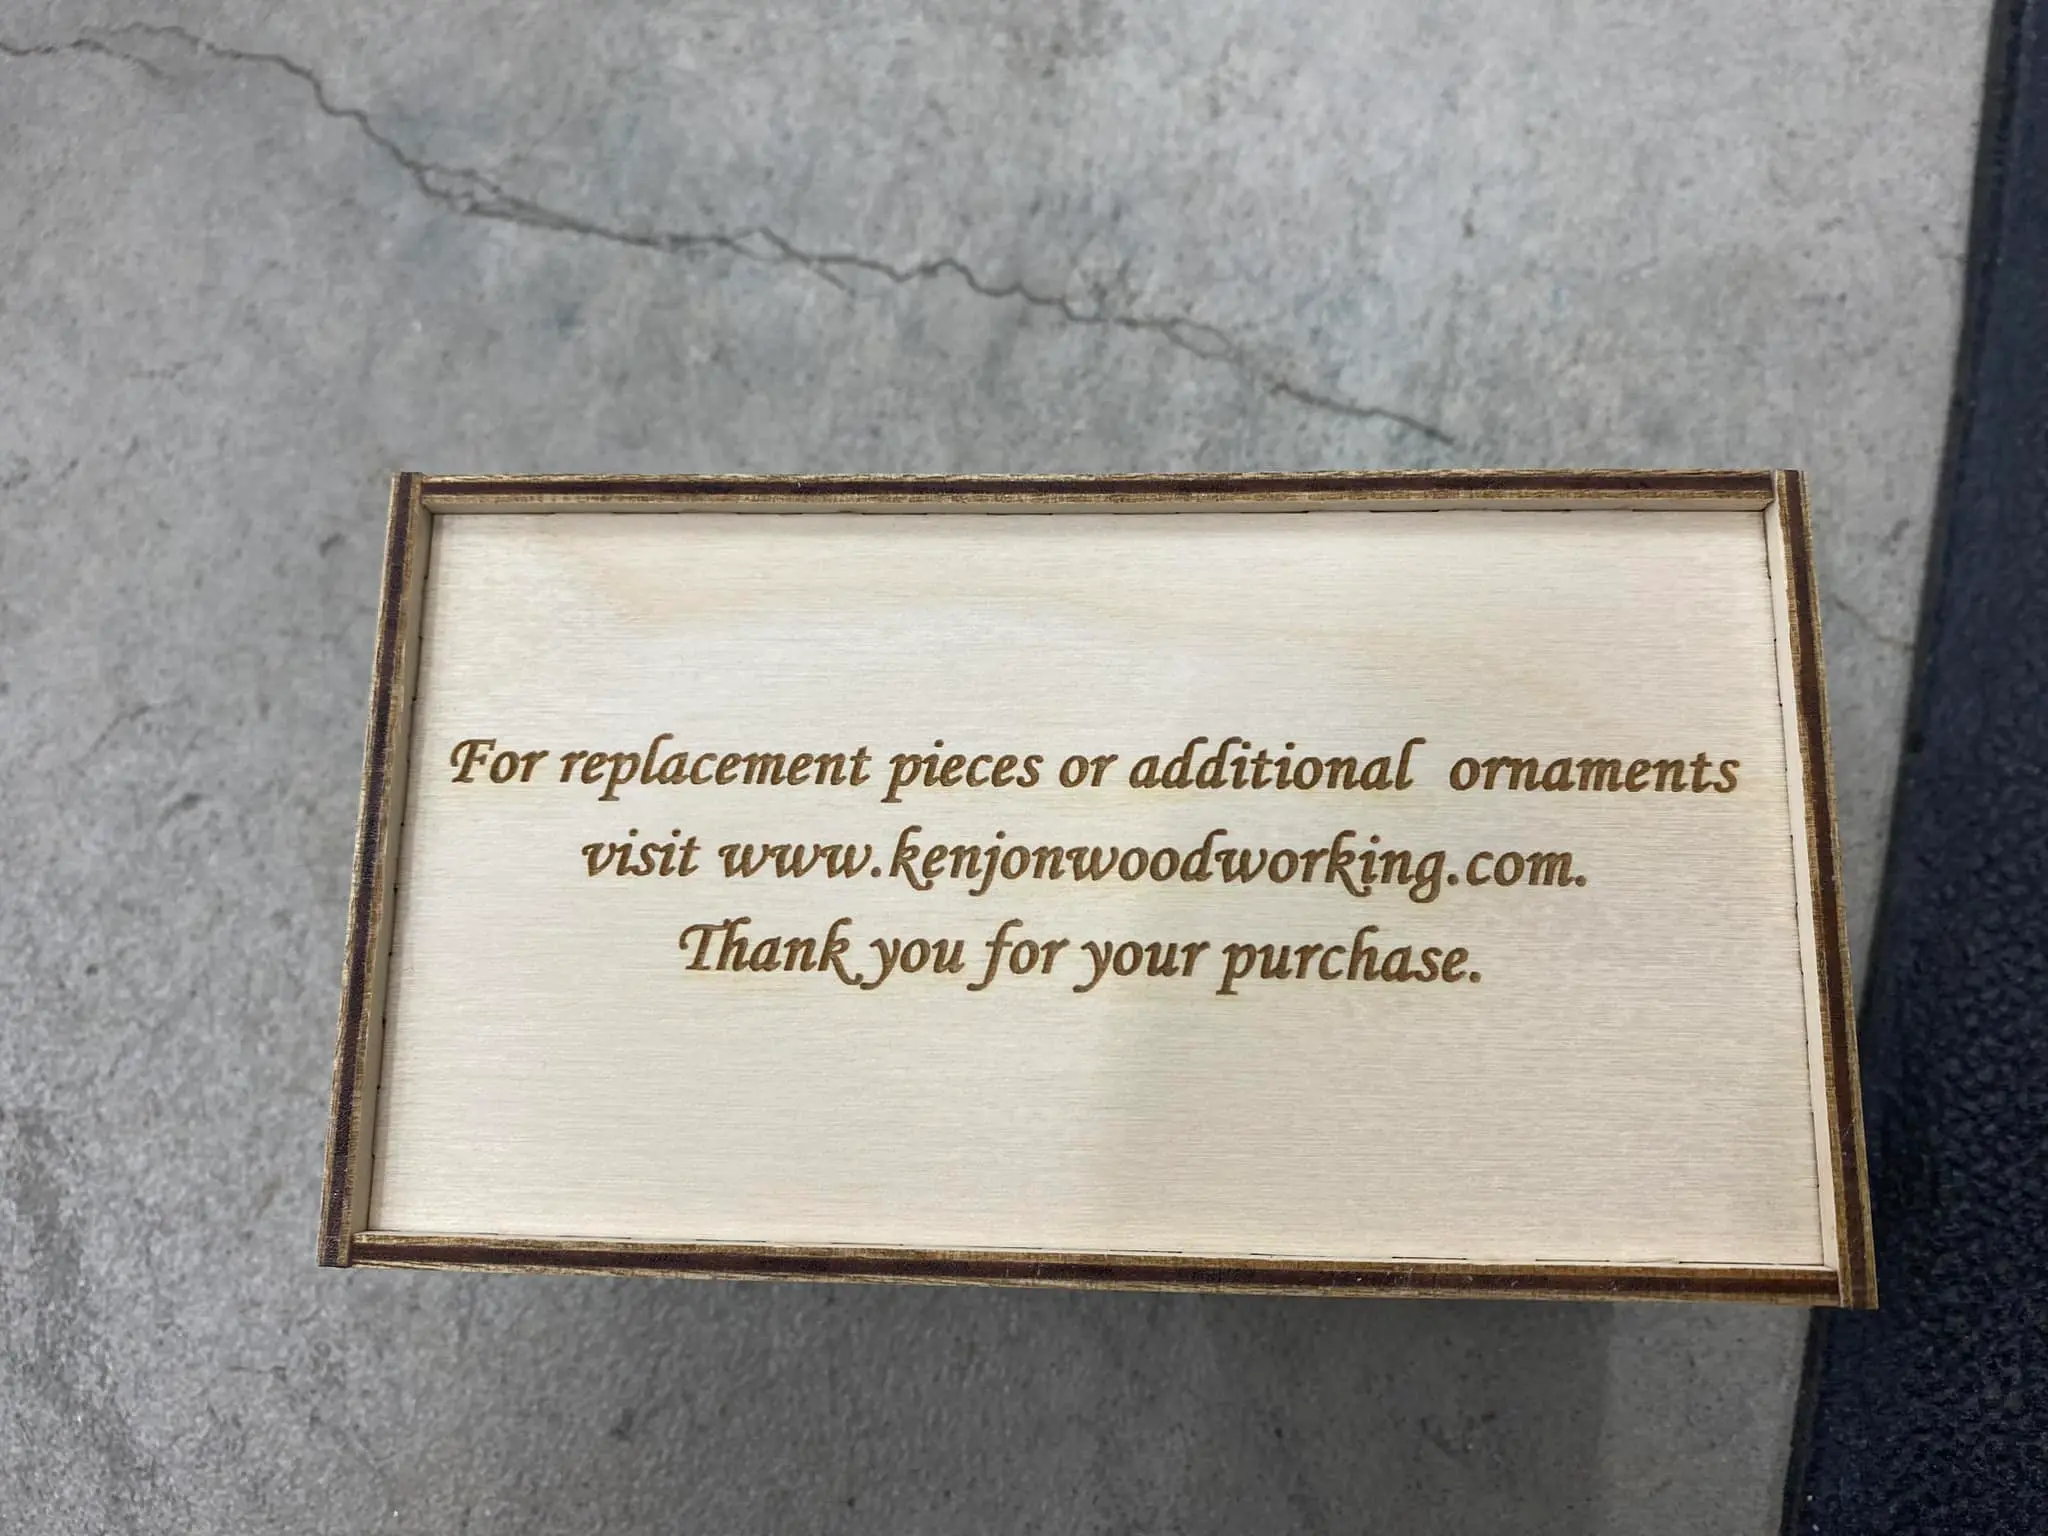 For replacement pieces or additional ornaments
visit www.kenjonwoodworking.com.
Thank you for your purchase.